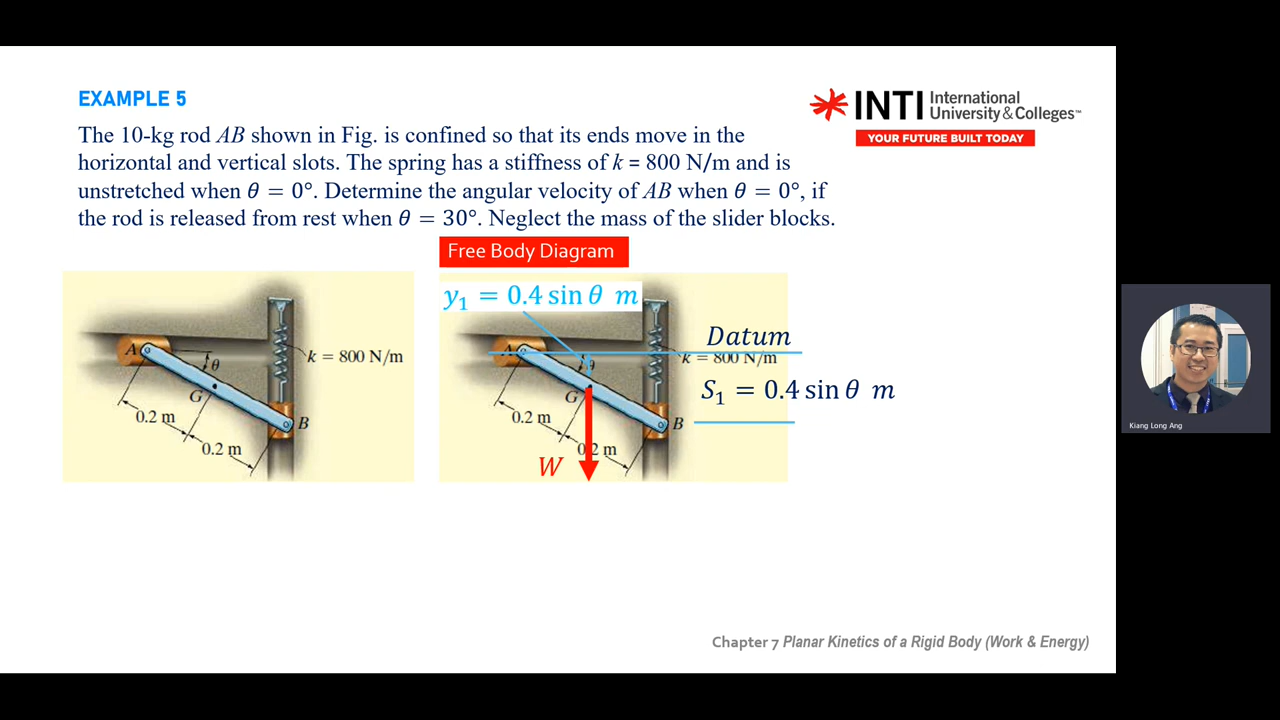 EXAMPLE 5
INTI International University & Colleges™
YOUR FUTURE BUILT TODAY
The 10-kg rod AB shown in Fig. is confined so that its ends move in the
horizontal and vertical slots. The spring has a stiffness of k = 800 N/m and is
unstretched when θ = 0°. Determine the angular velocity of AB when θ = 0°, if
the rod is released from rest when θ = 30°. Neglect the mass of the slider blocks.
Free Body Diagram
A
θ
k = 800 N/m
G
0.2 m
B
0.2 m
y₁ = 0.4 sin θ m
Datum
A
θ
k = 800 N/m
S₁ = 0.4 sin θ m
G
0.2 m
B
0.2 m
W
Kiang Long Ang
Chapter 7 Planar Kinetics of a Rigid Body (Work & Energy)